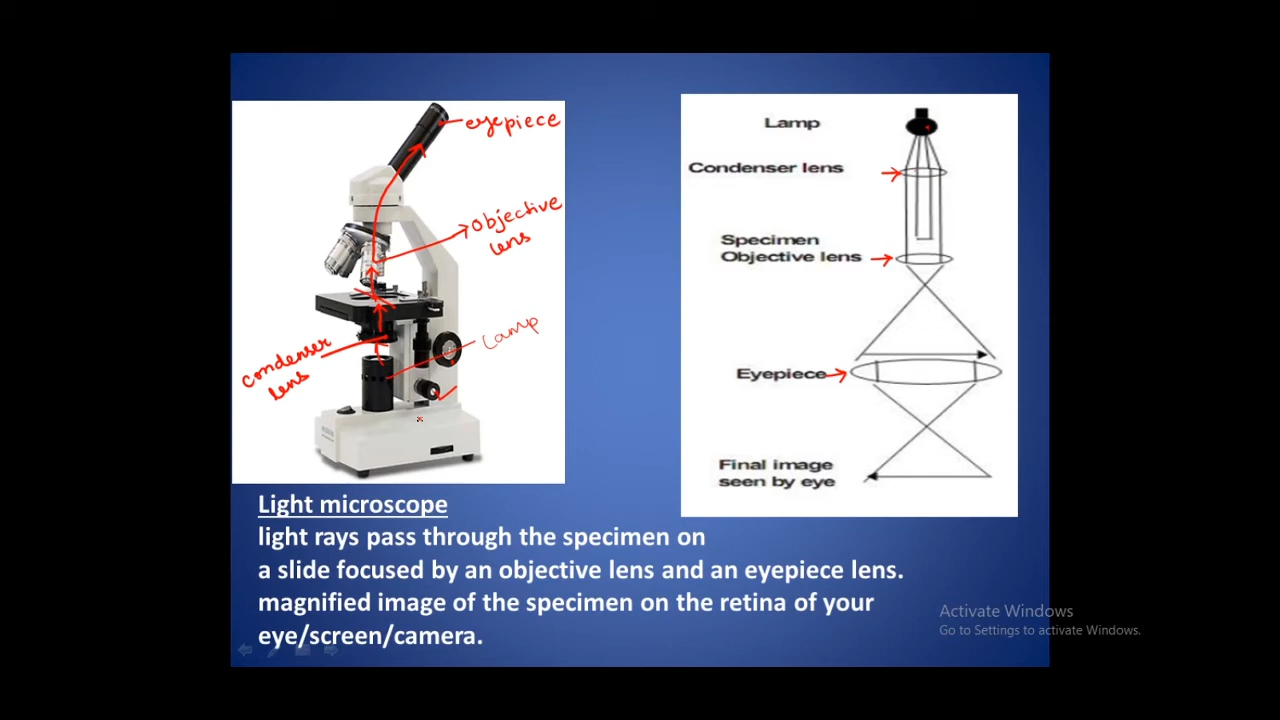 eyepiece
Objective
lens
Lamp
Condenser
lens
Lamp
Condenser lens
Specimen
Objective lens
Eyepiece
Final image
seen by eye
Light microscope
light rays pass through the specimen on
a slide focused by an objective lens and an eyepiece lens.
magnified image of the specimen on the retina of your
eye/screen/camera.
Activate Windows
Go to Settings to activate Windows.